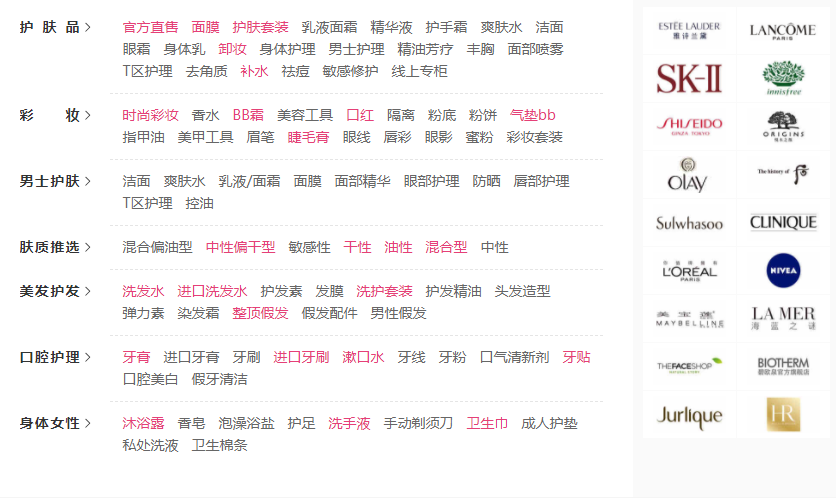 护 肤 品 官方直售 面膜 护肤套装 乳液面霜 精华液 护手霜 爽肤水 洁面
眼霜 身体乳 卸妆 身体护理 男士护理 精油芳疗 丰胸 面部喷雾
T区护理 去角质 补水 祛痘 敏感修护 线上专柜
彩 妆 时尚彩妆 香水 BB霜 美容工具 口红 隔离 粉底 粉饼 气垫bb
指甲油 美甲工具 眉笔 睫毛膏 眼线 唇彩 眼影 蜜粉 彩妆套装
男士护肤 洁面 爽肤水 乳液/面霜 面膜 面部精华 眼部护理 防晒 唇部护理
T区护理 控油
肤质推选 混合偏油型 中性偏干型 敏感性 干性 油性 混合型 中性
美发护发 洗发水 进口洗发水 护发素 发膜 洗护套装 护发精油 头发造型
弹力素 染发霜 整顶假发 假发配件 男性假发
口腔护理 牙膏 进口牙膏 牙刷 进口牙刷 漱口水 牙线 牙粉 口气清新剂 牙贴
口腔美白 假牙清洁
身体女性 沐浴露 香皂 泡澡浴盐 护足 洗手液 手动剃须刀 卫生巾 成人护垫
私处洗液 卫生棉条
ESTĒE LAUDER
雅诗兰黛
LANCÔME
PARIS
SK-II
innisfree
SHISEIDO
GINZA TOKYO
ORIGINS
OLAY
The history of
Sulwhasoo
CLINIQUE
L'ORÉAL
PARIS
NIVEA
MAYBELLINE
LA MER
海蓝之谜
THEFACESHOP
NATURAL STORY
BIOTHERM
碧欧泉官方旗舰店
Jurlique
HR